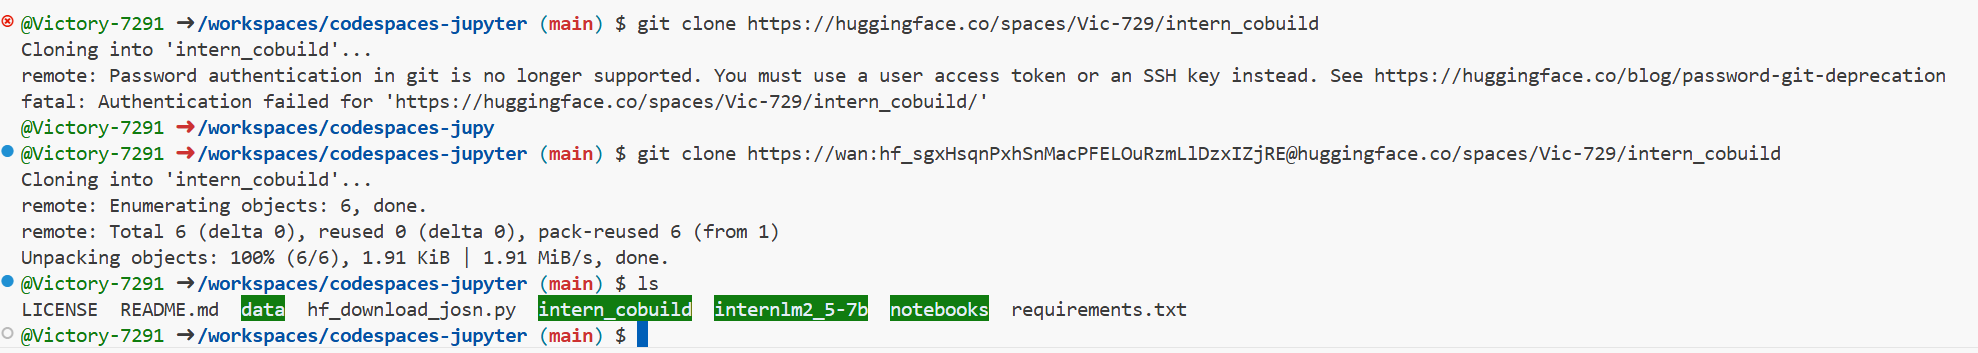 @Victory-7291 ➜/workspaces/codespaces-jupyter (main) $ git clone https://huggingface.co/spaces/Vic-729/intern_cobuild
Cloning into 'intern_cobuild'...
remote: Password authentication in git is no longer supported. You must use a user access token or an SSH key instead. See https://huggingface.co/blog/password-git-deprecation
fatal: Authentication failed for 'https://huggingface.co/spaces/Vic-729/intern_cobuild/'
@Victory-7291 ➜/workspaces/codespaces-jupy
@Victory-7291 ➜/workspaces/codespaces-jupyter (main) $ git clone https://wan: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@huggingface.co/spaces/Vic-729/intern_cobuild
Cloning into 'intern_cobuild'...
remote: Enumerating objects: 6, done.
remote: Total 6 (delta 0), reused 0 (delta 0), pack-reused 6 (from 1)
Unpacking objects: 100% (6/6), 1.91 KiB | 1.91 MiB/s, done.
@Victory-7291 ➜/workspaces/codespaces-jupyter (main) $ ls
LICENSE  README.md  data  hf_download_josn.py  intern_cobuild  internlm2_5-7b  notebooks  requirements.txt
@Victory-7291 ➜/workspaces/codespaces-jupyter (main) $